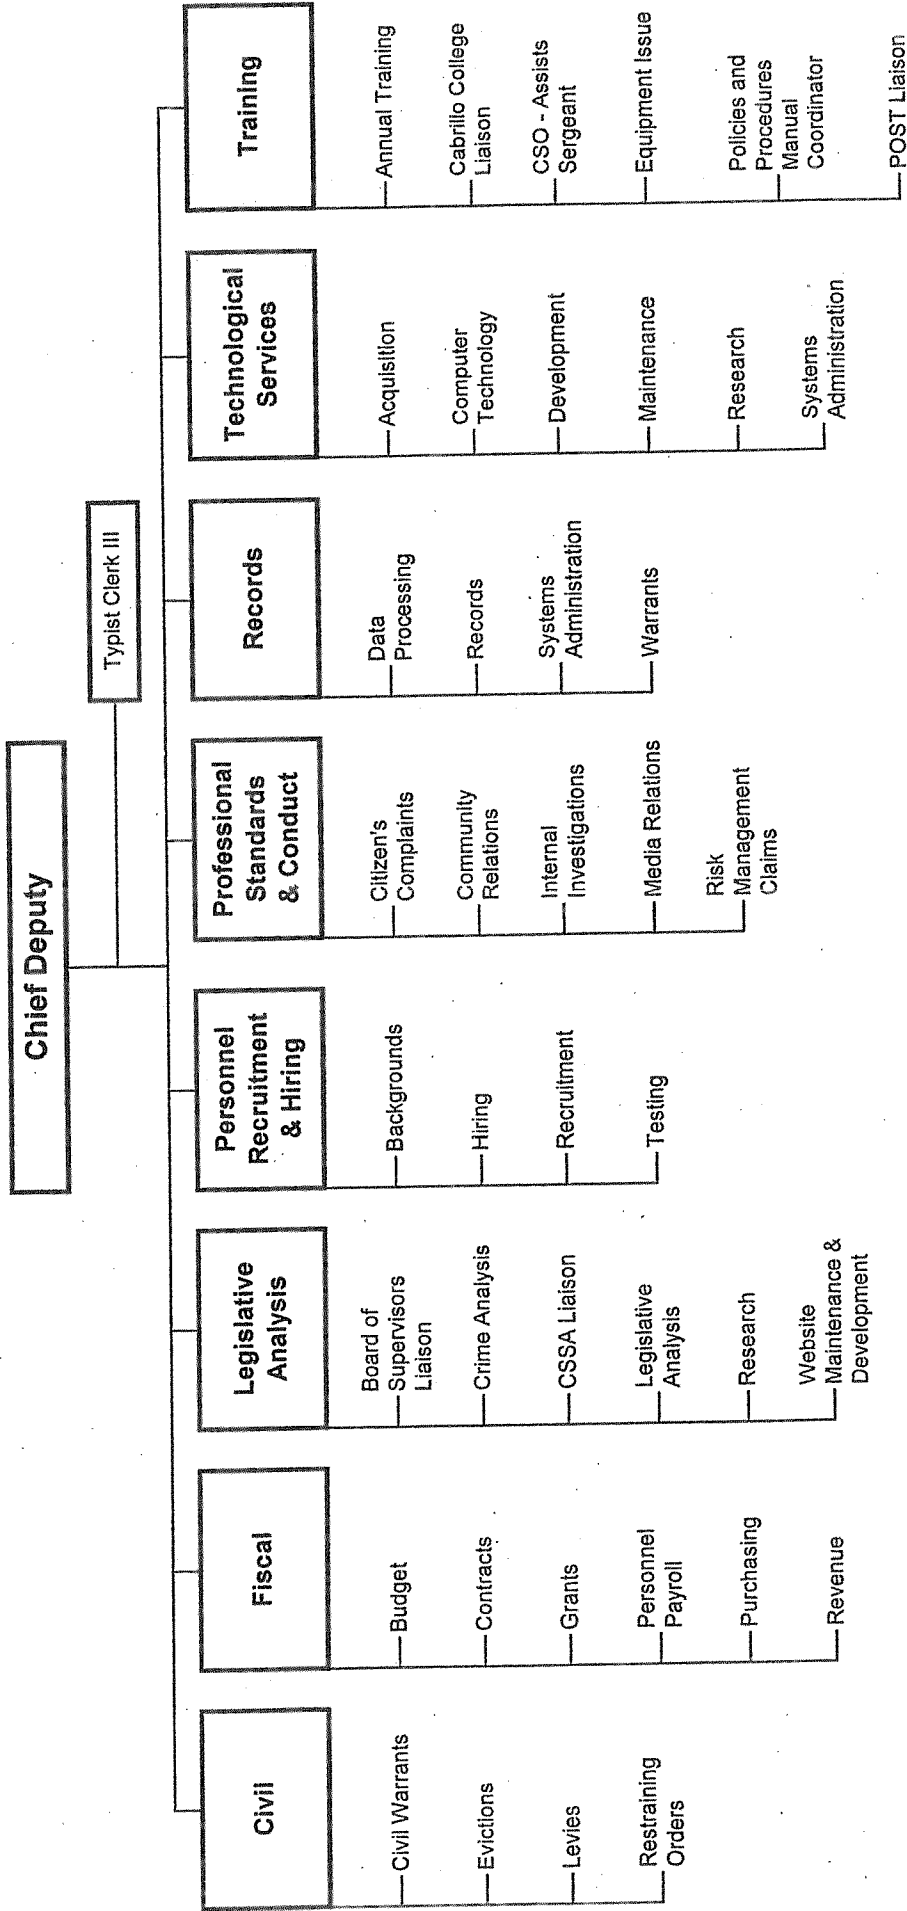 Chief Deputy
Typist Clerk III
Civil
Civil Warrants
Evictions
Levies
Restraining
Orders
Fiscal
Budget
Contracts
Grants
Personnel
Payroll
Purchasing
Revenue
Legislative
Analysis
Board of
Supervisors
Liaison
Crime Analysis
CSSA Liaison
Legislative
Analysis
Research
Website
Maintenance &
Development
Personnel
Recruitment
& Hiring
Backgrounds
Hiring
Recruitment
Testing
Professional
Standards
& Conduct
Citizen's
Complaints
Community
Relations
Internal
Investigations
Media Relations
Risk
Management
Claims
Records
Data
Processing
Records
Systems
Administration
Warrants
Technological
Services
Acquisition
Computer
Technology
Development
Maintenance
Research
Systems
Administration
Training
Annual Training
Cabrillo College
Liaison
CSO - Assists
Sergeant
Equipment Issue
Policies and
Procedures
Manual
Coordinator
POST Liaison